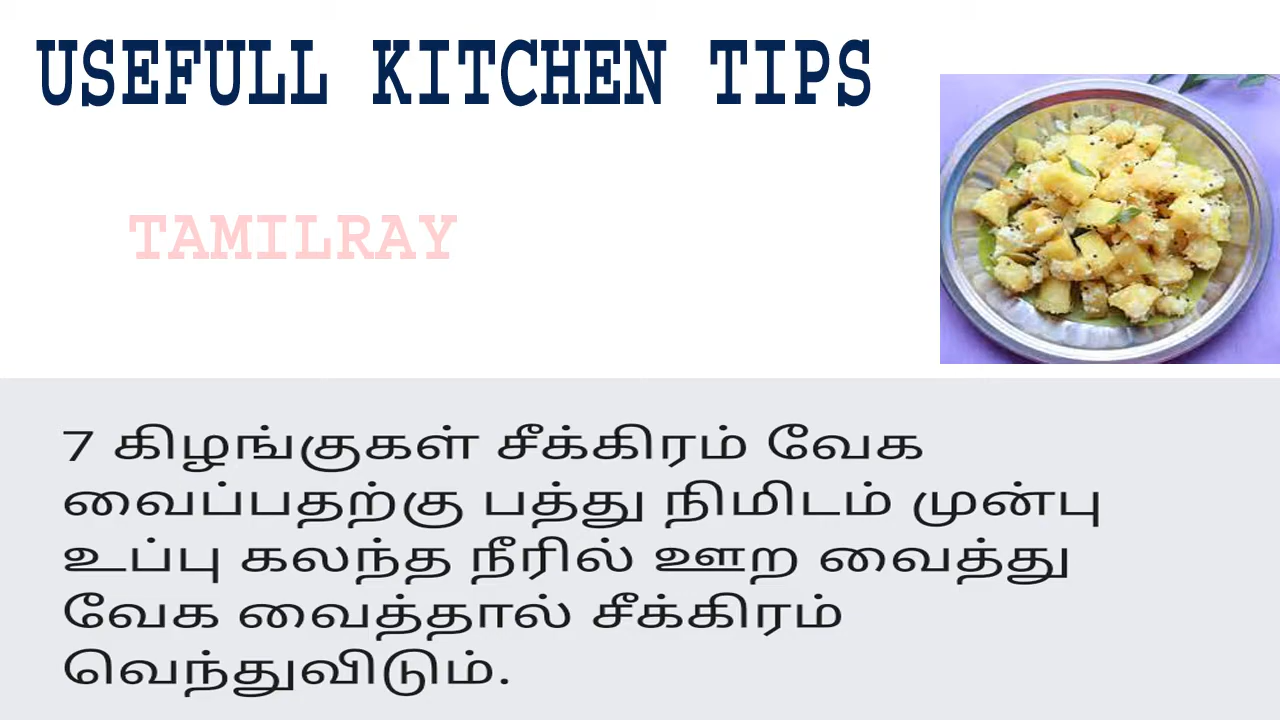 USEFULL KITCHEN TIPS
TAMILRAY
7 கிழங்குகள் சீக்கிரம் வேக
வைப்பதற்கு பத்து நிமிடம் முன்பு
உப்பு கலந்த நீரில் ஊற வைத்து
வேக வைத்தால் சீக்கிரம்
வெந்துவிடும்.